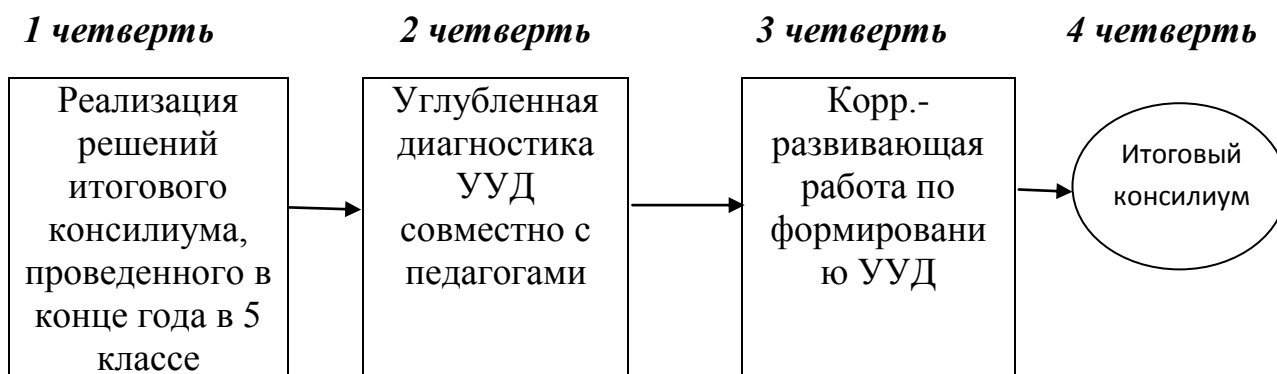 1 четверть
2 четверть
3 четверть
4 четверть
Реализация
решений
итогового
консилиума,
проведенного в
конце года в 5
классе
Углубленная
диагностика
УУД
совместно с
педагогами
Корр.-
развивающая
работа по
формировани
ю УУД
Итоговый
консилиум